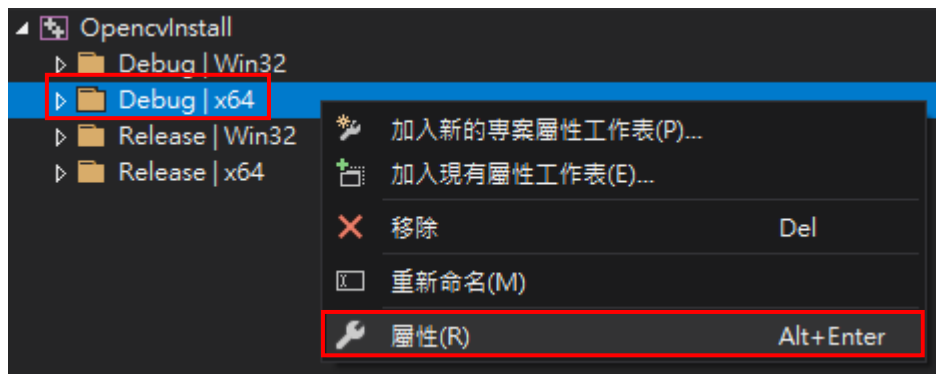 OpencvInstall
Debug | Win32
Debug | x64
Release | Win32
Release | x64
加入新的專案屬性工作表(P)...
加入現有屬性工作表(E)...
移除 Del
重新命名(M)
屬性(R) Alt+Enter